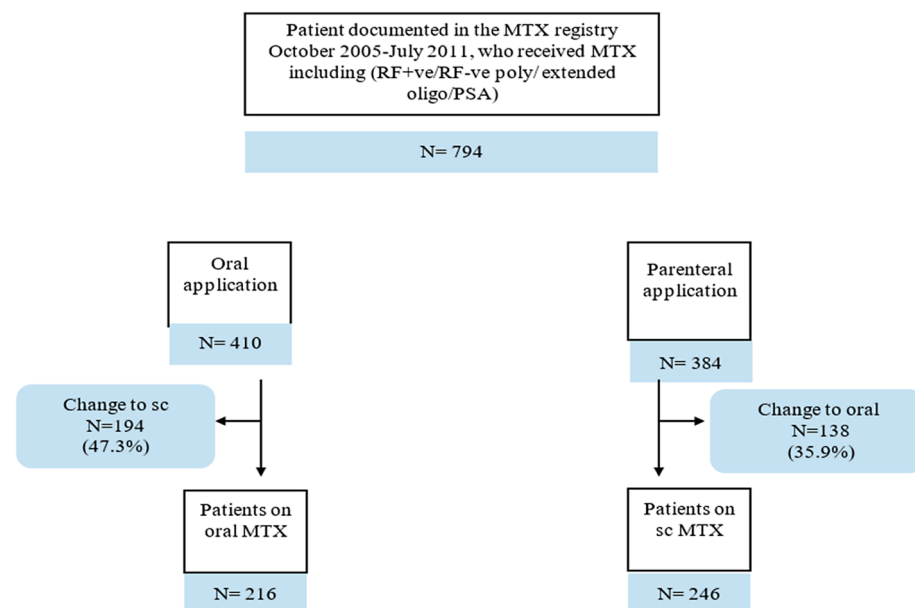 Patient documented in the MTX registry
October 2005-July 2011, who received MTX
including (RF+ve/RF-ve poly/ extended
oligo/PSA)
N= 794
Oral
application
N= 410
Parenteral
application
N= 384
Change to sc
N=194
(47.3%)
Change to oral
N=138
(35.9%)
Patients on
oral MTX
N= 216
Patients on
sc MTX
N= 246